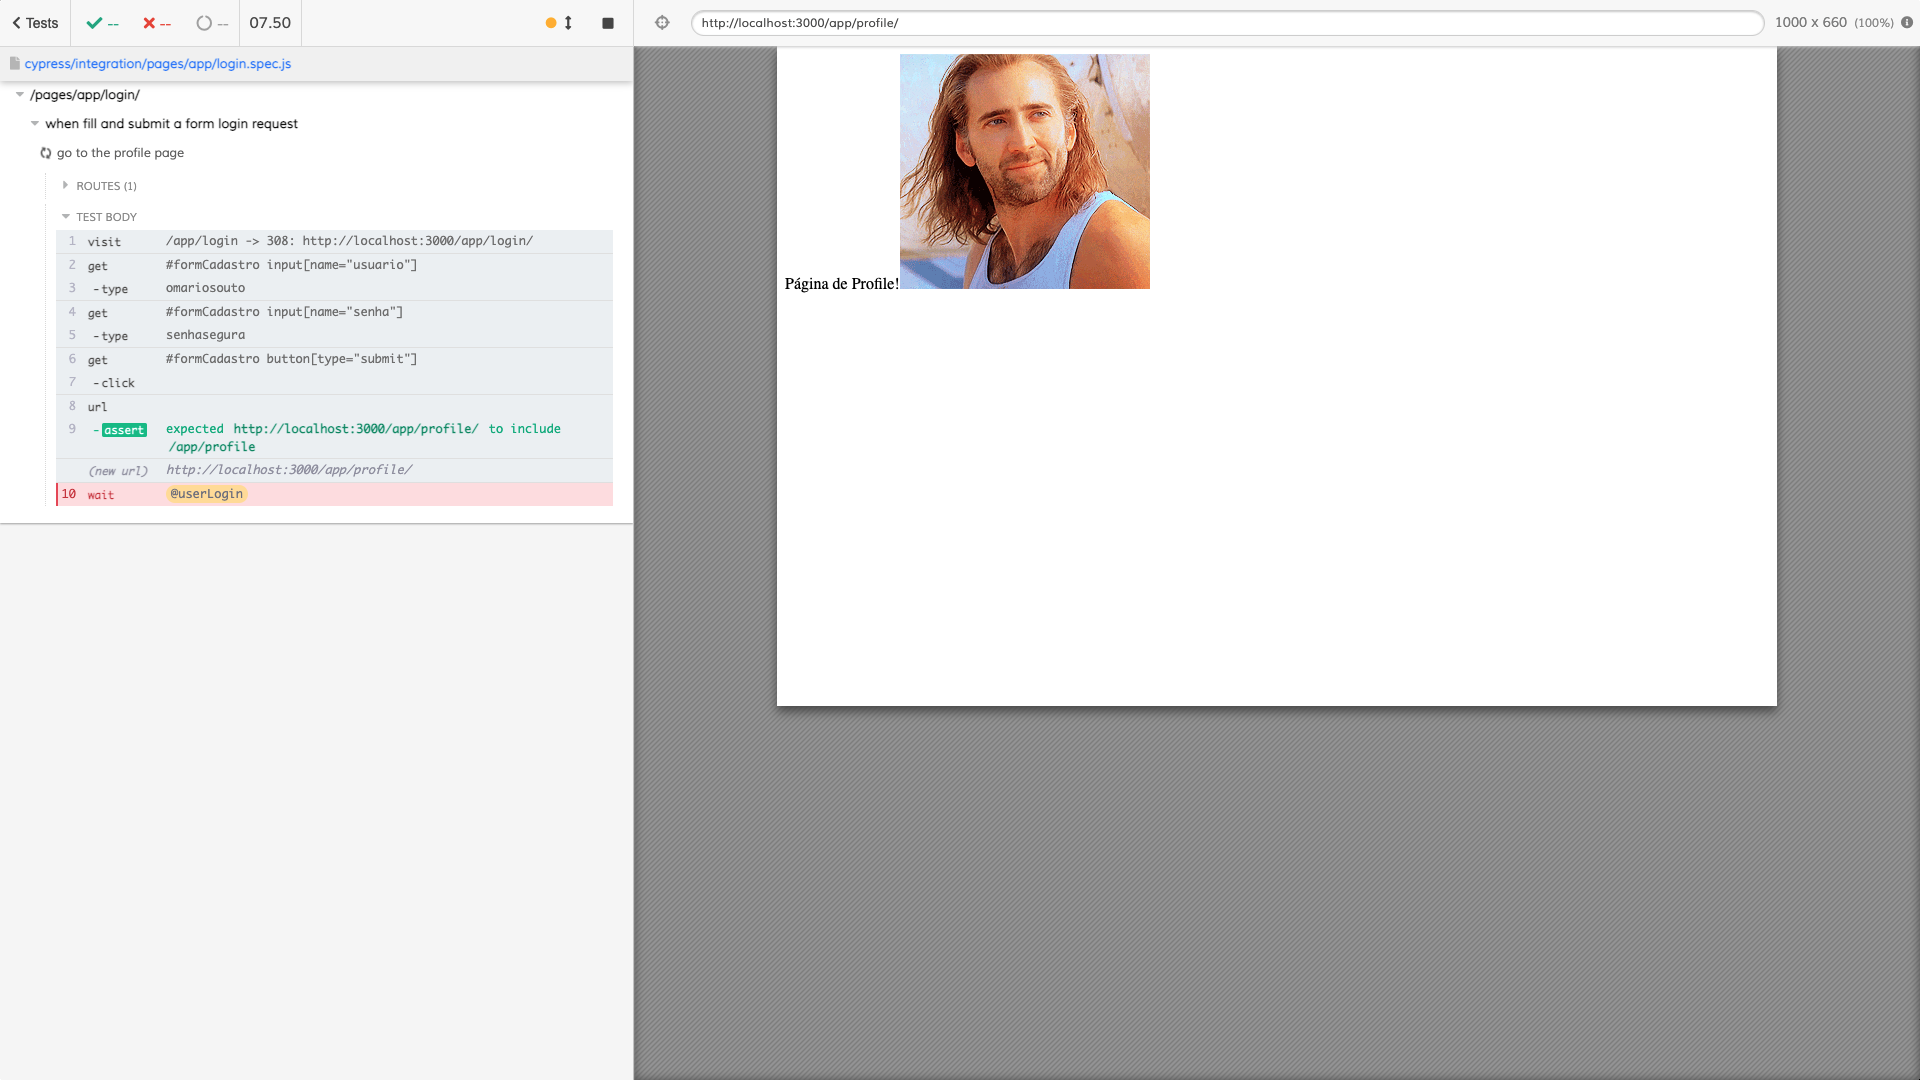 Tests
--
--
--
07.50
http://localhost:3000/app/profile/
1000 x 660 (100%)
cypress/integration/pages/app/login.spec.js
/pages/app/login/
when fill and submit a form login request
go to the profile page
ROUTES (1)
TEST BODY
1 visit /app/login -> 308: http://localhost:3000/app/login/
2 get #formCadastro input[name="usuario"]
3 -type omariosouto
4 get #formCadastro input[name="senha"]
5 -type senhasegura
6 get #formCadastro button[type="submit"]
7 -click
8 url
9 -assert expected http://localhost:3000/app/profile/ to include
/app/profile
(new url) http://localhost:3000/app/profile/
10 wait @userLogin
Página de Profile!